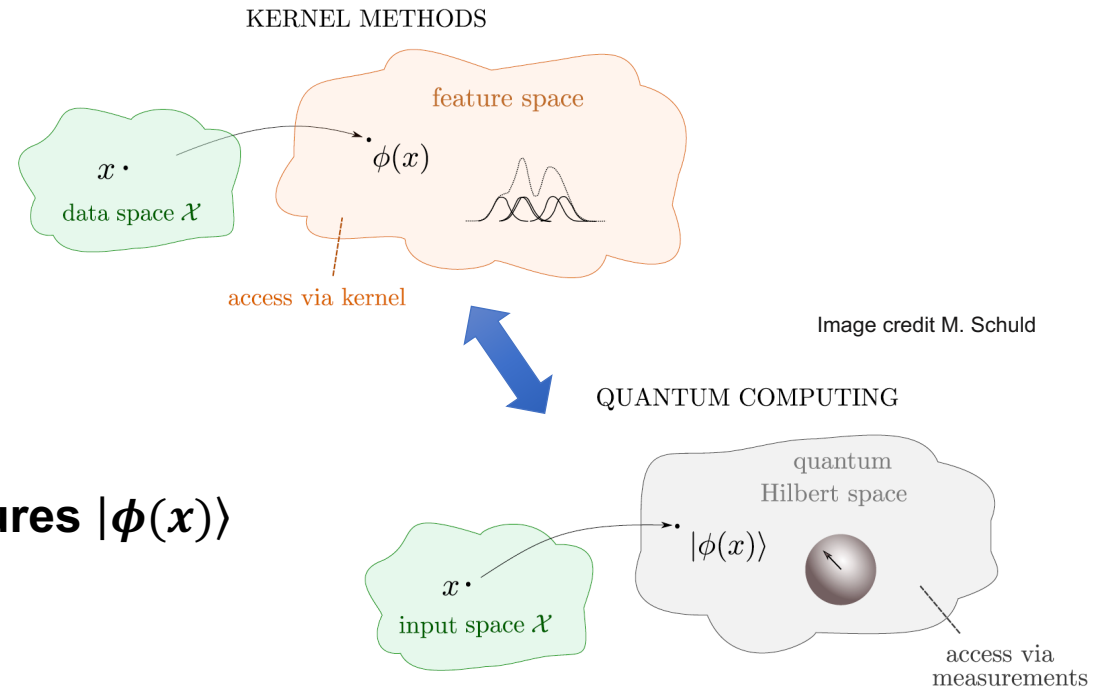 KERNEL METHODS
feature space
x
ϕ(x)
data space 𝒳
access via kernel
Image credit M. Schuld
QUANTUM COMPUTING
quantum
Hilbert space
|ϕ(x)⟩
|ϕ(x)⟩
x
input space 𝒳
access via
measurements